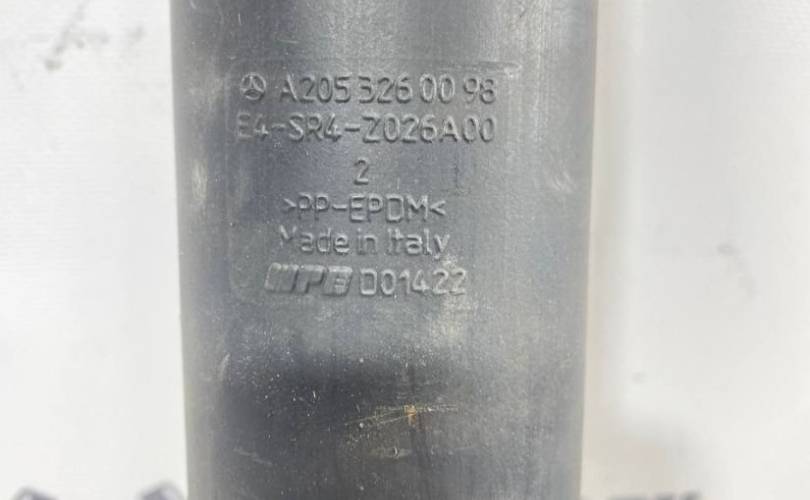 A205 326 00 98
E4-SR4-Z026A00
2
>PP-EPDM<
Made in Italy
D01422